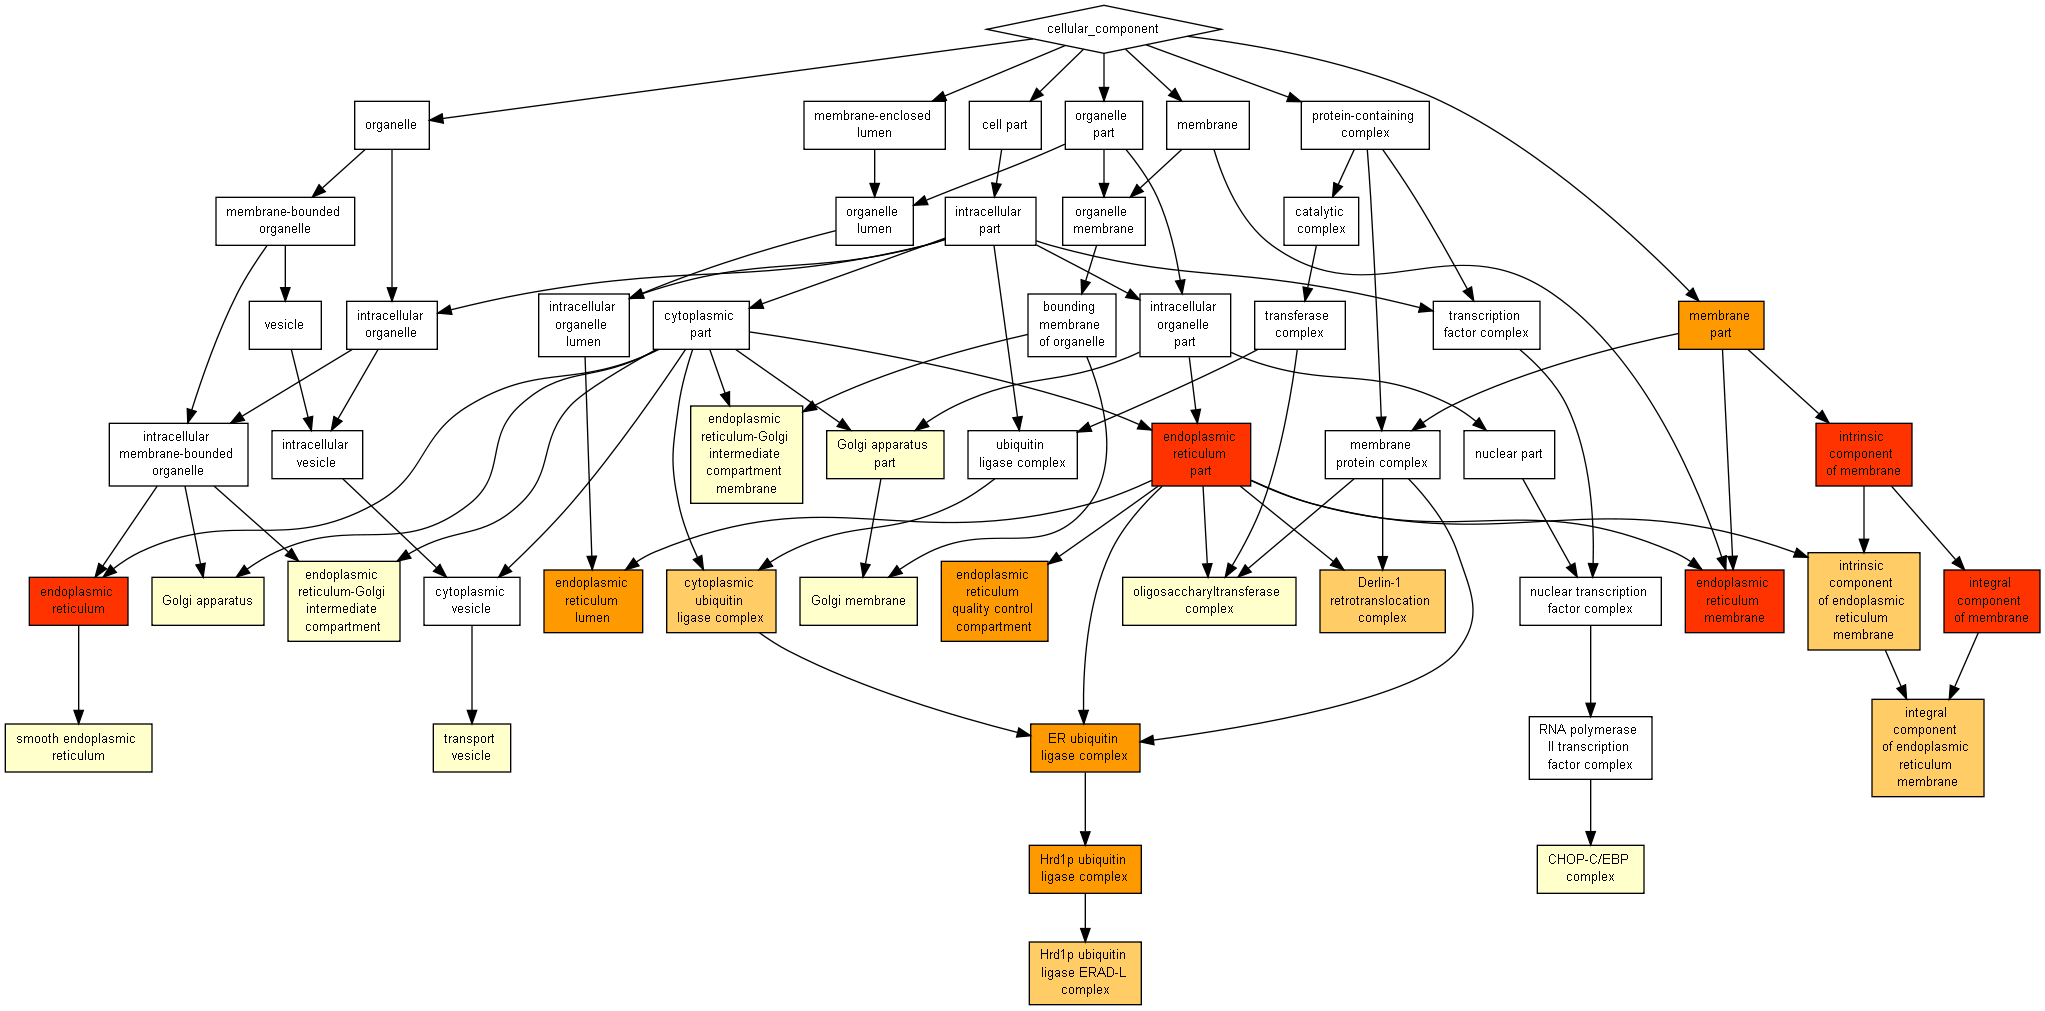 cellular_component
organelle
membrane-enclosed
lumen
cell part
organelle
part
membrane
protein-containing
complex
membrane-bounded
organelle
organelle
lumen
intracellular
part
organelle
membrane
catalytic
complex
vesicle
intracellular
organelle
intracellular
organelle
lumen
cytoplasmic
part
bounding
membrane
of organelle
intracellular
organelle
part
transferase
complex
transcription
factor complex
membrane
part
intracellular
membrane-bounded
organelle
intracellular
vesicle
endoplasmic
reticulum-Golgi
intermediate
compartment
membrane
Golgi apparatus
part
ubiquitin
ligase complex
endoplasmic
reticulum
part
membrane
protein complex
nuclear part
intrinsic
component
of membrane
endoplasmic
reticulum
Golgi apparatus
endoplasmic
reticulum-Golgi
intermediate
compartment
cytoplasmic
vesicle
endoplasmic
reticulum
lumen
cytoplasmic
ubiquitin
ligase complex
Golgi membrane
endoplasmic
reticulum
quality control
compartment
oligosaccharyltransferase
complex
Derlin-1
retrotranslocation
complex
nuclear transcription
factor complex
endoplasmic
reticulum
membrane
intrinsic
component
of endoplasmic
reticulum
membrane
integral
component
of membrane
smooth endoplasmic
reticulum
transport
vesicle
ER ubiquitin
ligase complex
RNA polymerase
II transcription
factor complex
integral
component
of endoplasmic
reticulum
membrane
Hrd1p ubiquitin
ligase complex
CHOP-C/EBP
complex
Hrd1p ubiquitin
ligase ERAD-L
complex